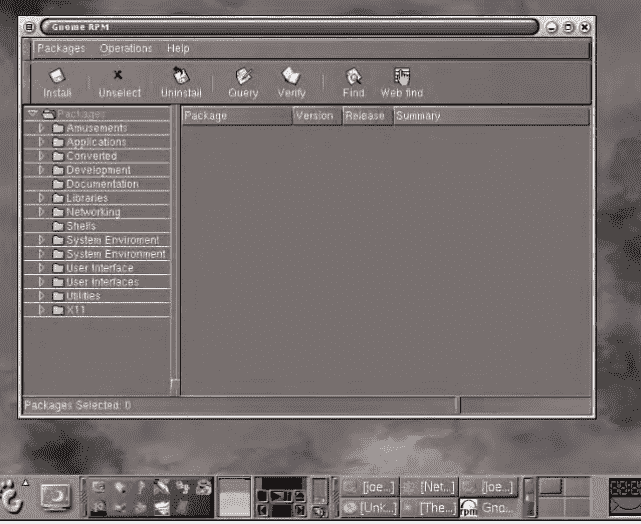 Gnome RPM
Packages Operations Help
Install Unselect Uninstall Query Verify Find Web find
Packages
Package Version Release Summary
Amusements
Applications
Converted
Development
Documentation
Libraries
Networking
Shells
System Enviroment
System Environment
User Interface
User Interfaces
Utilities
X11
Packages Selected: 0
[joe...] [Net...] [joe...]
[Unk...] [The...] rpm Gno...